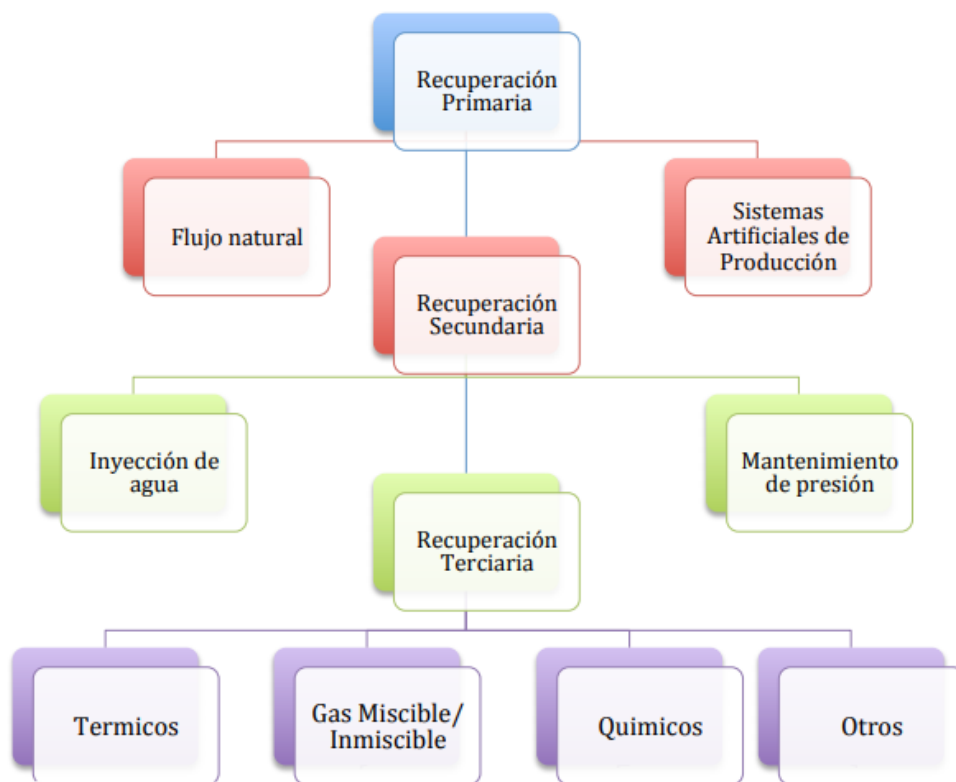 Recuperación
Primaria
Flujo natural
Sistemas
Artificiales de
Producción
Recuperación
Secundaria
Inyección de
agua
Mantenimiento
de presión
Recuperación
Terciaria
Termicos
Gas Miscible/
Inmiscible
Quimicos
Otros